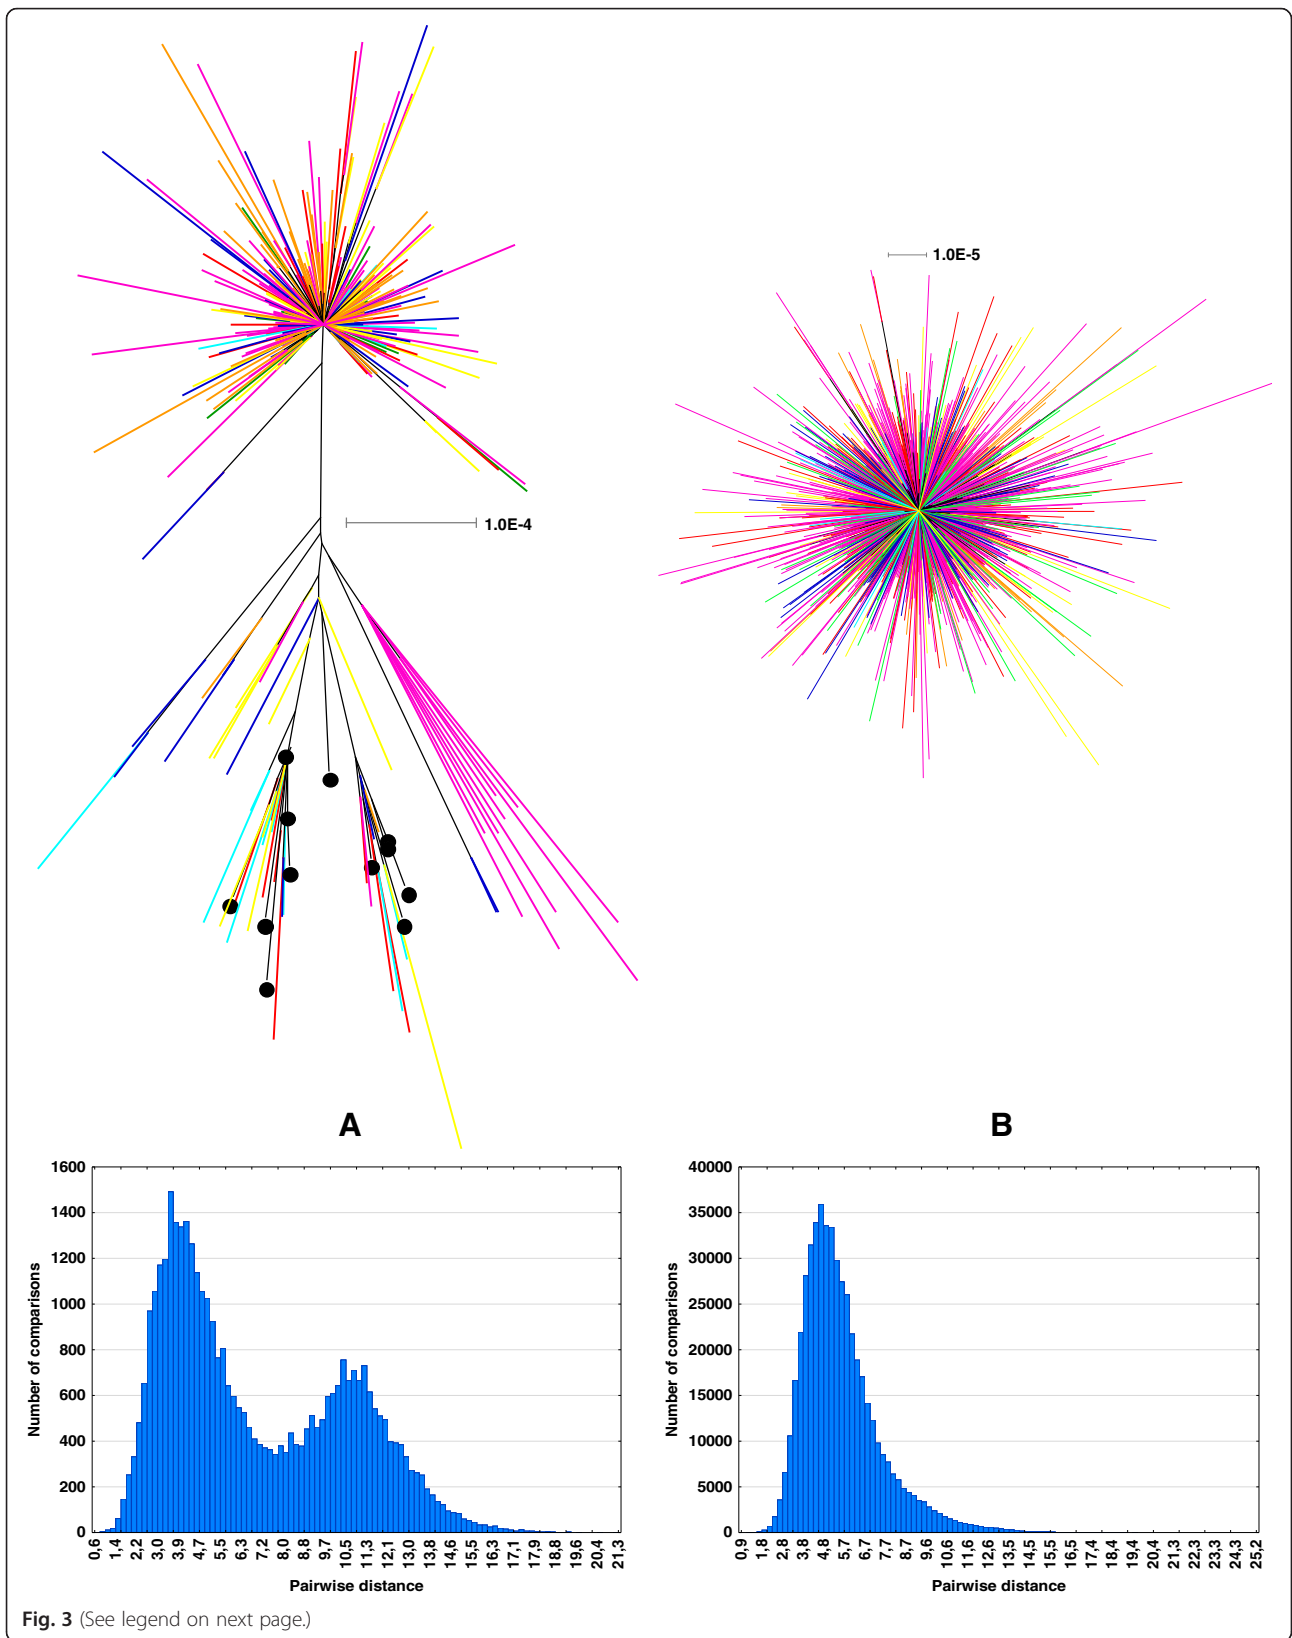 1.0E-5
1.0E-4
A
B
1600
1400
1200
1000
800
600
400
200
0
Number of comparisons
0,6 1,4 2,2 3,0 3,9 4,7 5,5 6,3 7,2 8,0 8,8 9,7 10,5 11,3 12,1 13,0 13,8 14,6 15,5 16,3 17,1 17,9 18,8 19,6 20,4 21,3
Pairwise distance
40000
35000
30000
25000
20000
15000
10000
5000
0
Number of comparisons
0,9 1,8 2,8 3,8 4,8 5,7 6,7 7,7 8,7 9,6 10,6 11,6 12,6 13,5 14,5 15,5 16,5 17,4 18,4 19,4 20,4 21,3 22,3 23,3 24,3 25,2
Pairwise distance
Fig. 3 (See legend on next page.)